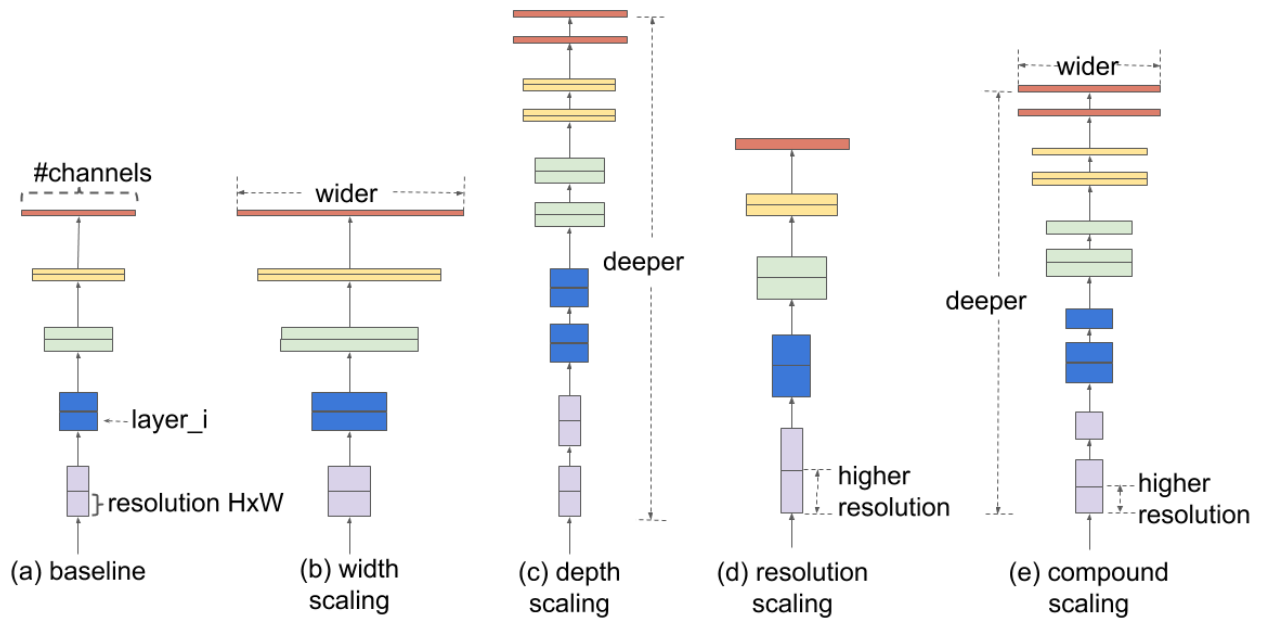 #channels
layer_i
resolution HxW
(a) baseline
wider
(b) width
scaling
deeper
(c) depth
scaling
higher
resolution
(d) resolution
scaling
wider
deeper
higher
resolution
(e) compound
scaling